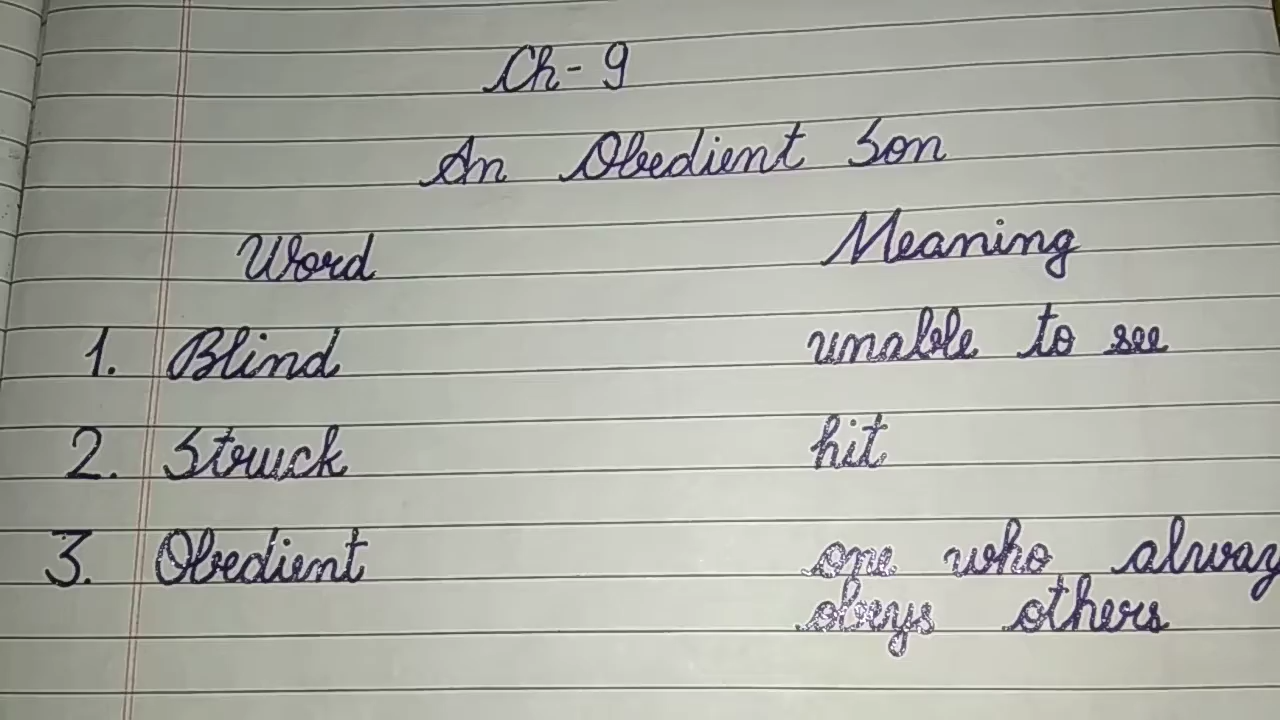 Ch - 9
An Obedient Son
Word Meaning
1. Blind unable to see
2. Struck hit
3. Obedient one who alway
obeys others